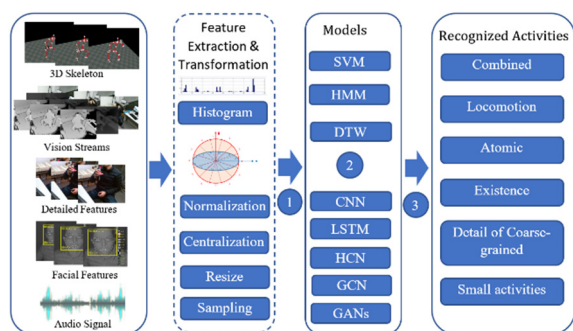 3D Skeleton
Vision Streams
Detailed Features
Facial Features
Audio Signal
Feature
Extraction &
Transformation
Histogram
Normalization
Centralization
Resize
Sampling
1
Models
SVM
HMM
DTW
2
CNN
LSTM
HCN
GCN
GANs
3
Recognized Activities
Combined
Locomotion
Atomic
Existence
Detail of Coarse-
grained
Small activities